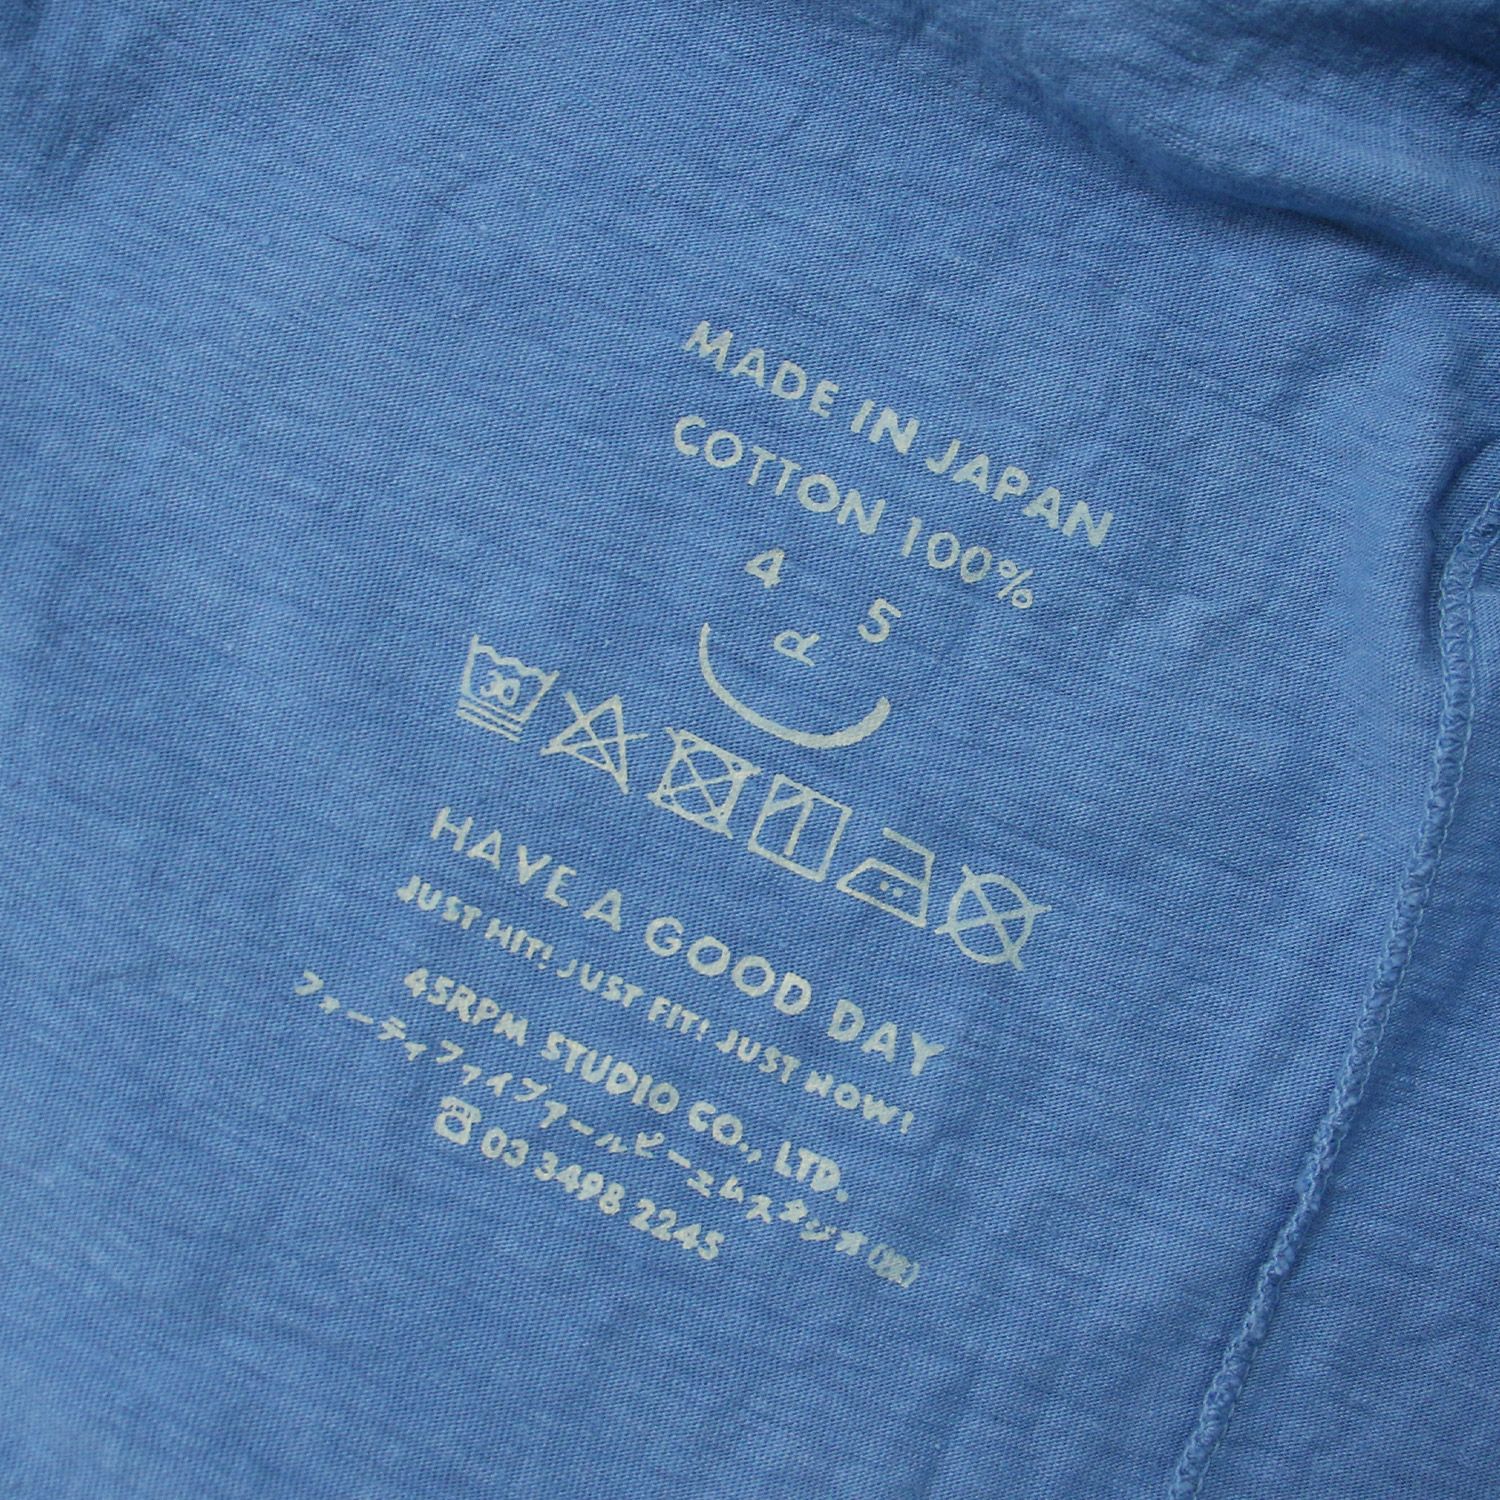 MADE IN JAPAN
COTTON 100%
4 5
d
30
HAVE A GOOD DAY
JUST HIT! JUST FIT! JUST NOW!
45RPM STUDIO CO., LTD.
フォーティファイブアールピーエムスタジオ(株)
☎ 03 3498 2245